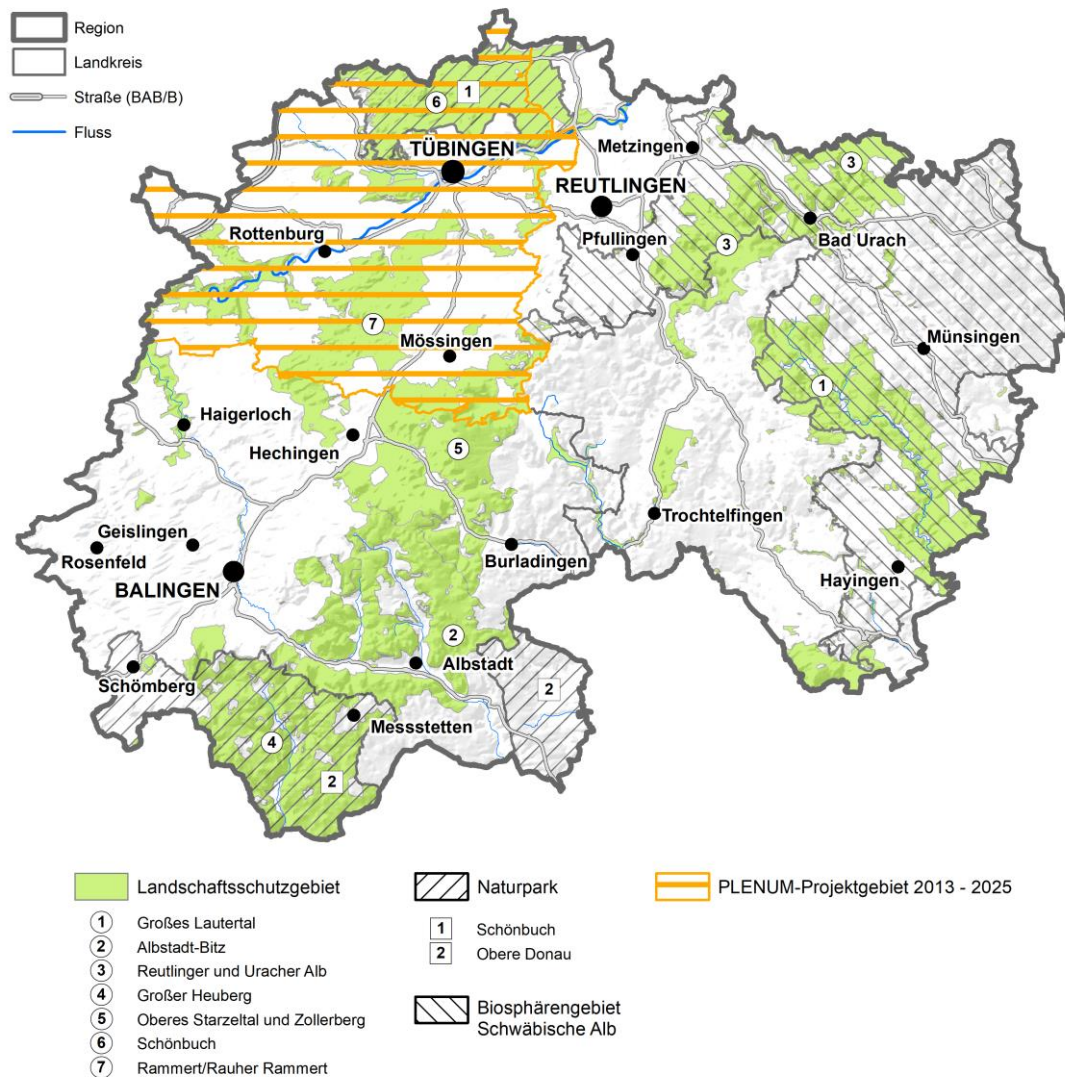 Region
Landkreis
Straße (BAB/B)
Fluss
1
6
TÜBINGEN
Metzingen
3
REUTLINGEN
Rottenburg
Pfullingen
3
Bad Urach
7
Mössingen
Münsingen
1
Haigerloch
Hechingen
5
Trochtelfingen
Geislingen
Rosenfeld
Burladingen
BALINGEN
Hayingen
2
Albstadt
Schömberg
2
Messstetten
4
2
Landschaftsschutzgebiet
1 Großes Lautertal
2 Albstadt-Bitz
3 Reutlinger und Uracher Alb
4 Großer Heuberg
5 Oberes Starzeltal und Zollerberg
6 Schönbuch
7 Rammert/Rauher Rammert
Naturpark
1 Schönbuch
2 Obere Donau
Biosphärengebiet
Schwäbische Alb
PLENUM-Projektgebiet 2013 - 2025